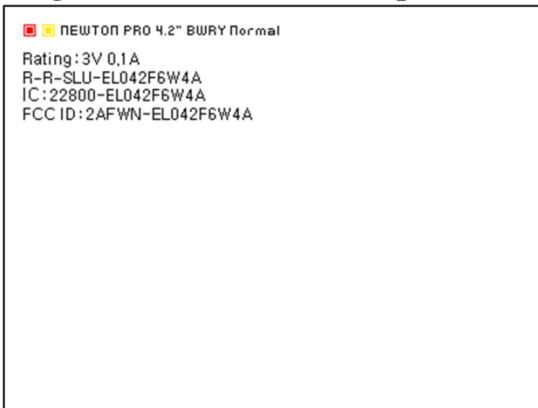 NEWTON PRO 4.2" BWRY Normal
Rating:3V 0.1A
R-R-SLU-EL042F6W4A
IC:22800-EL042F6W4A
FCC ID:2AFWN-EL042F6W4A